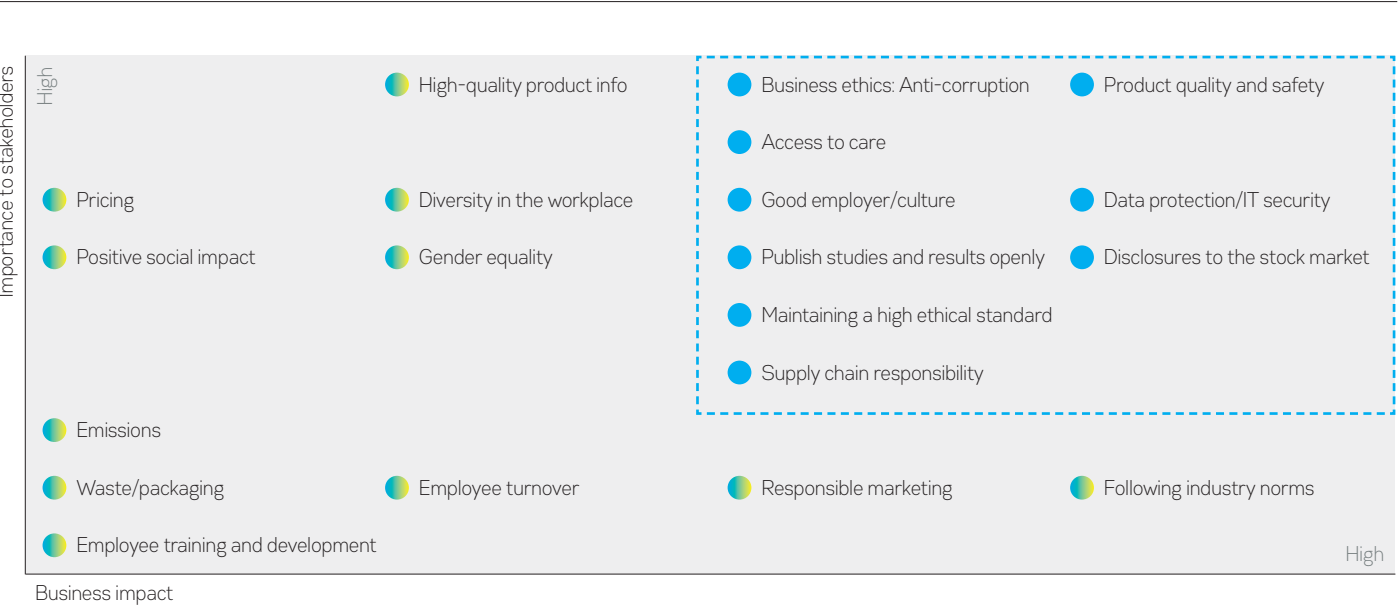 Importance to stakeholders
High
High-quality product info
Business ethics: Anti-corruption
Product quality and safety
Access to care
Pricing
Diversity in the workplace
Good employer/culture
Data protection/IT security
Positive social impact
Gender equality
Publish studies and results openly
Disclosures to the stock market
Maintaining a high ethical standard
Supply chain responsibility
Emissions
Waste/packaging
Employee turnover
Responsible marketing
Following industry norms
Employee training and development
High
Business impact